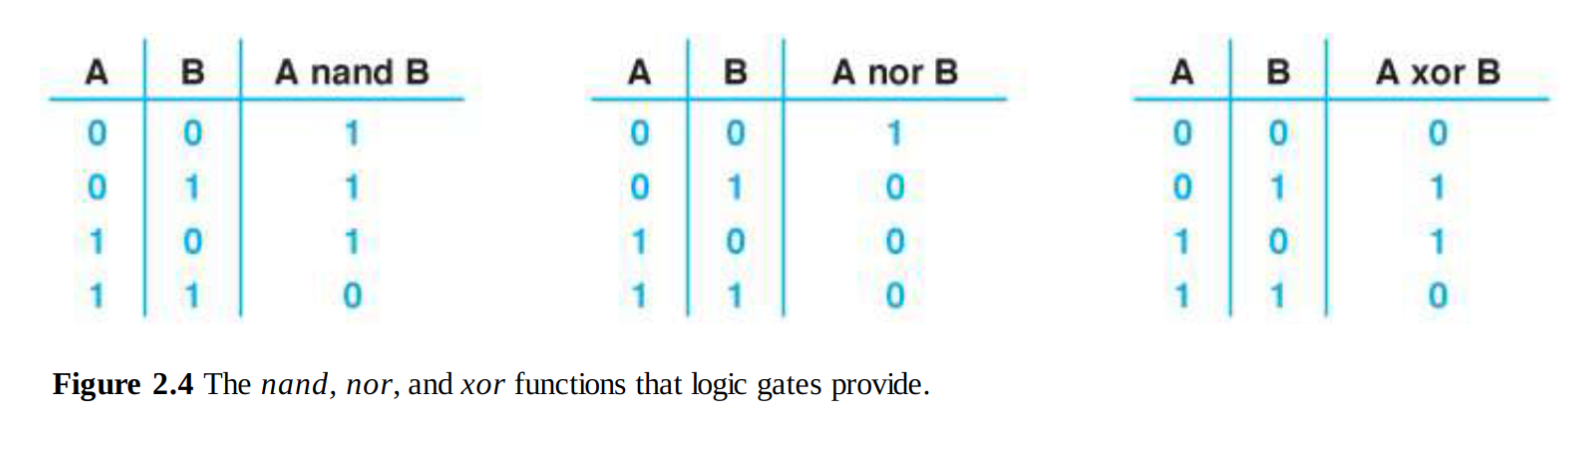 A B A nand B A B A nor B A B A xor B
0 0 1 0 0 1 0 0 0
0 1 1 0 1 0 0 1 1
1 0 1 1 0 0 1 0 1
1 1 0 1 1 0 1 1 0
Figure 2.4 The nand, nor, and xor functions that logic gates provide.